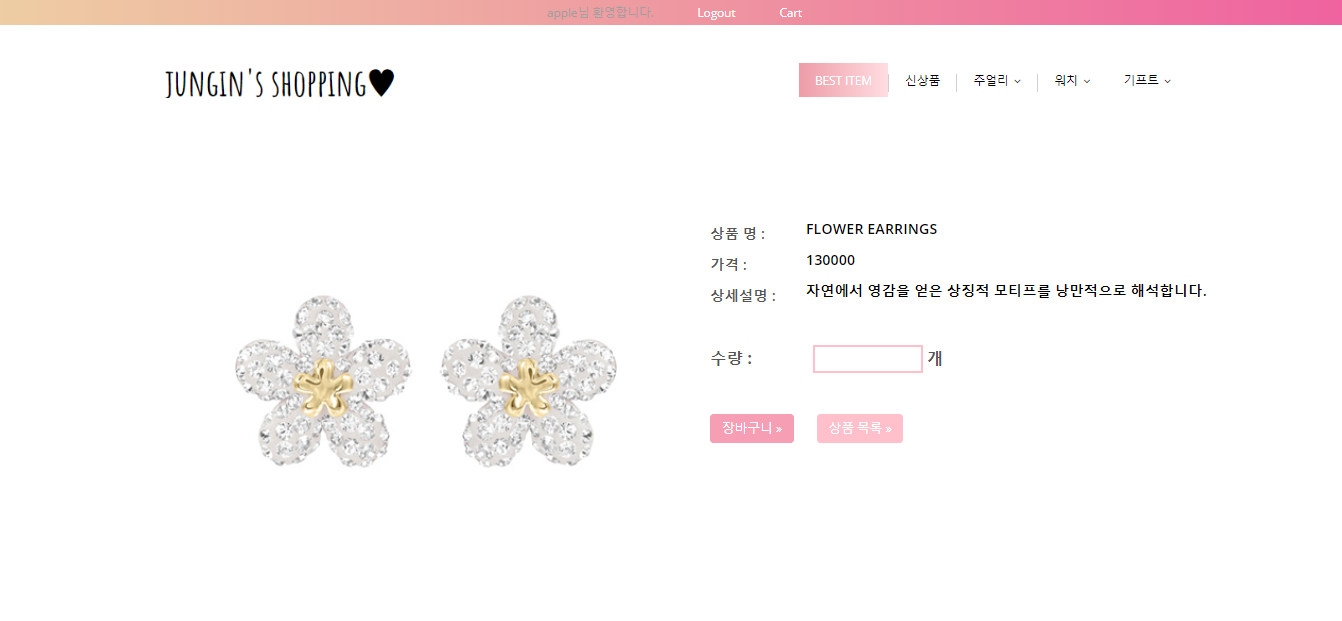 apple님 환영합니다. Logout Cart
JUNGIN'S SHOPPING♥
BEST ITEM 신상품 주얼리 워치 기프트
상품 명 : FLOWER EARRINGS
가격 : 130000
상세설명 : 자연에서 영감을 얻은 상징적 모티프를 낭만적으로 해석합니다.
수량 : 개
장바구니 » 상품 목록 »